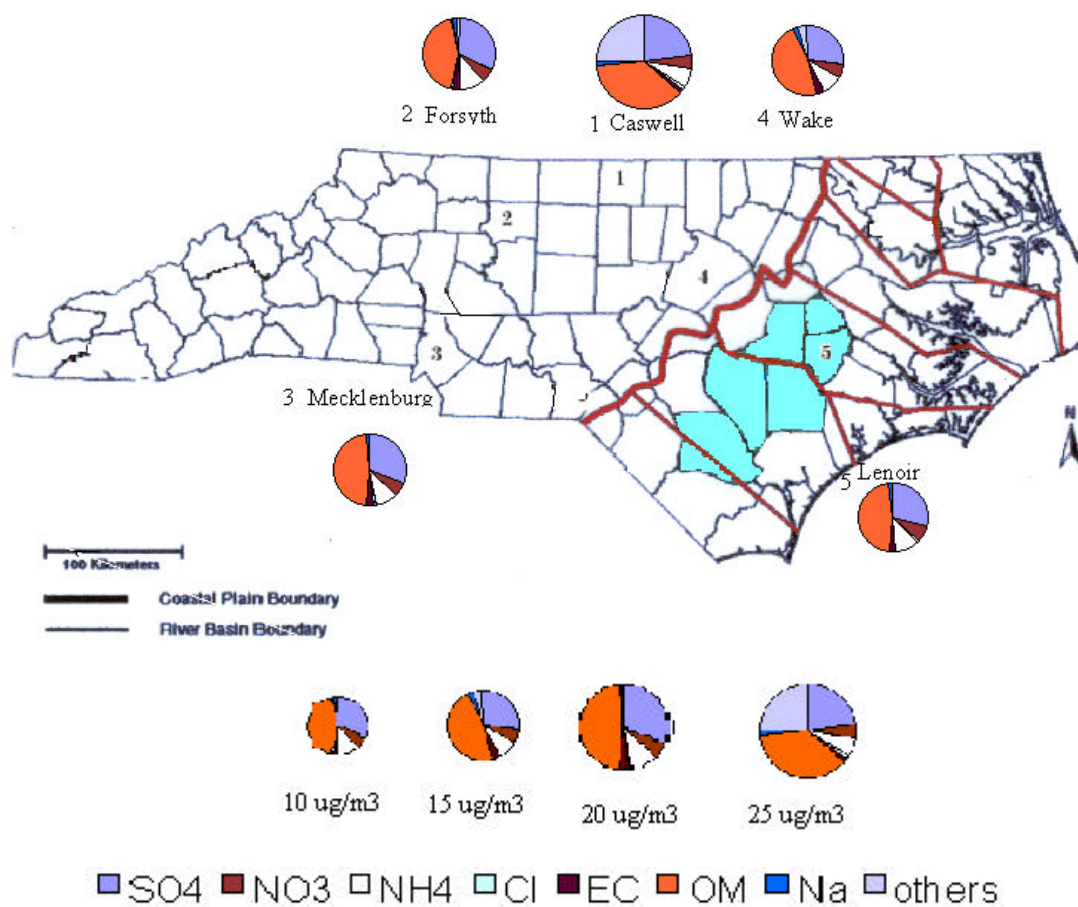 2 Forsyth
1 Caswell
4 Wake
1
2
4
3
5
3 Mecklenburg
N
5 Lenoir
100 Kilometers
Coastal Plain Boundary
River Basin Boundary
10 ug/m3
15 ug/m3
20 ug/m3
25 ug/m3
SO4 NO3 NH4 Cl EC OM Na others